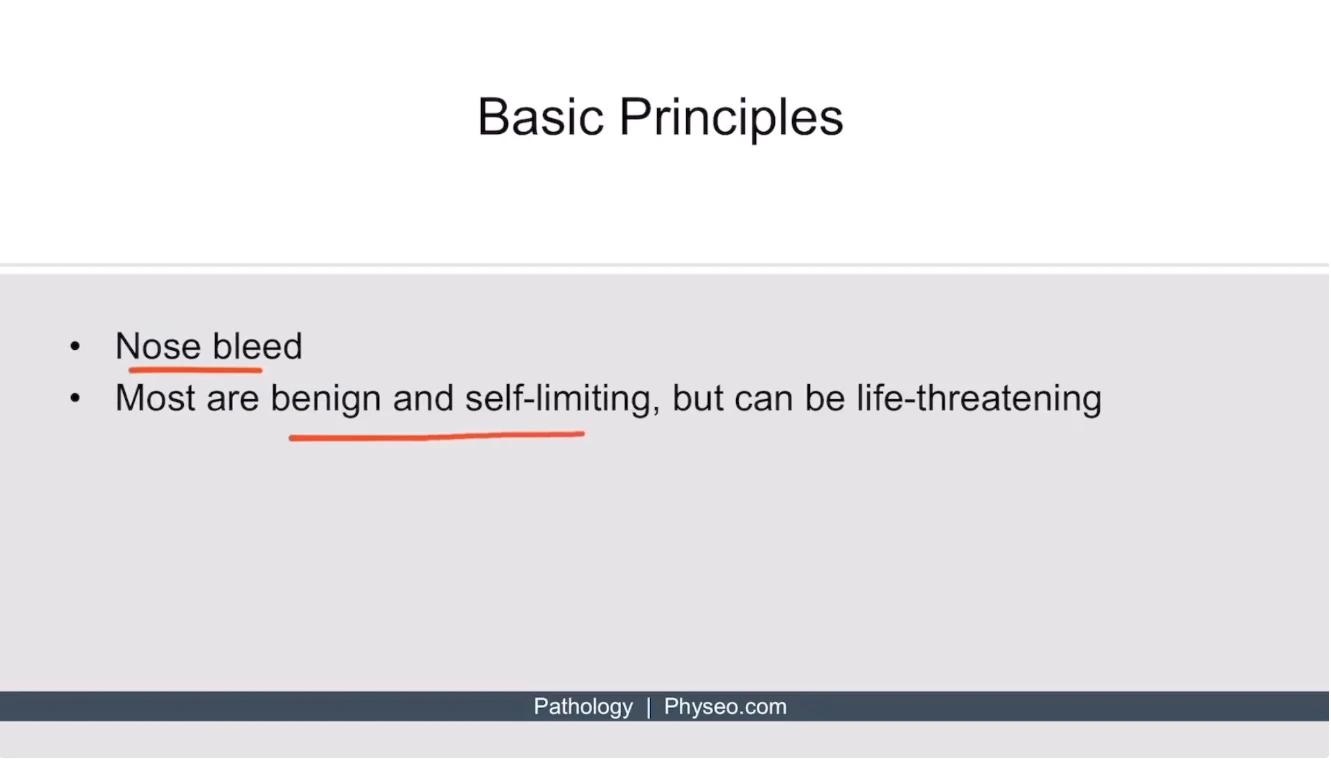 Basic Principles
• Nose bleed
• Most are benign and self-limiting, but can be life-threatening
Pathology | Physeo.com